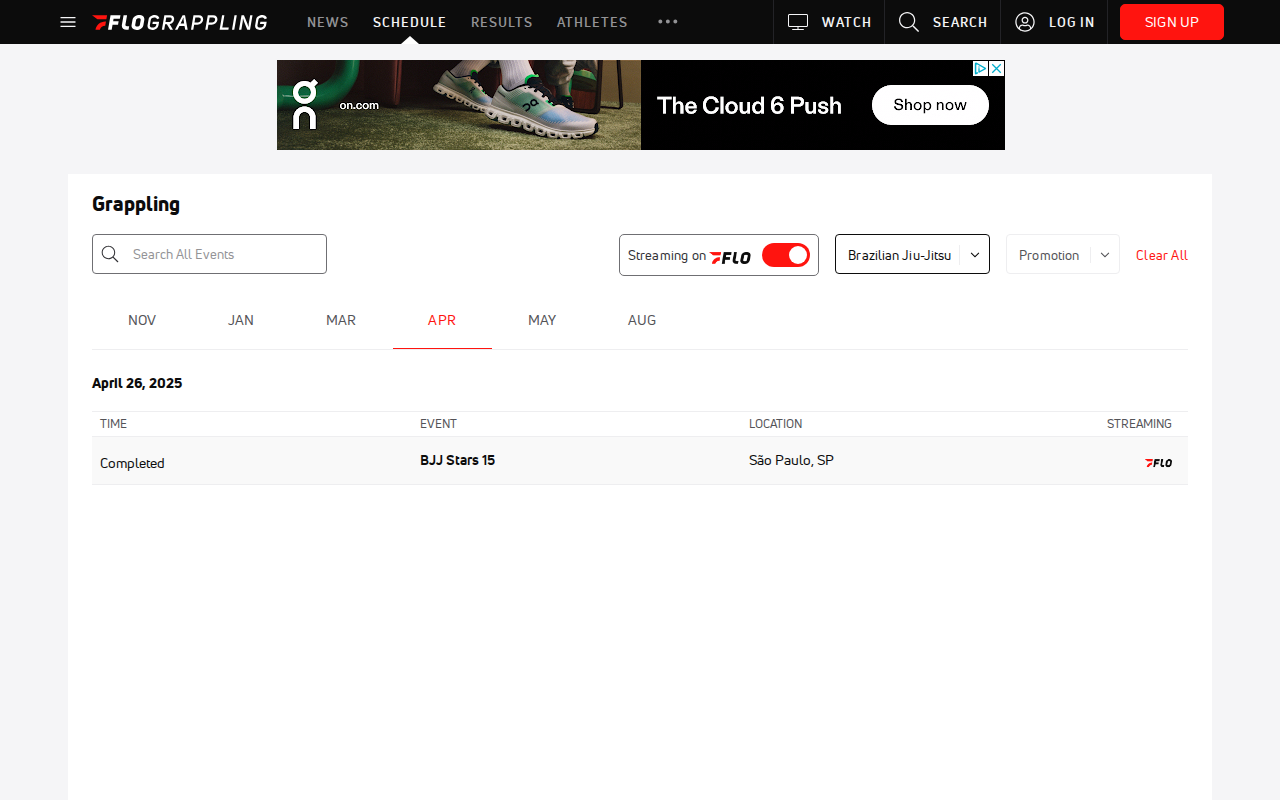 FLOGRAPPLING NEWS SCHEDULE RESULTS ATHLETES ••• WATCH SEARCH LOG IN SIGN UP
on.com The Cloud 6 Push Shop now
Grappling
Search All Events Streaming on FLO Brazilian Jiu-Jitsu Promotion Clear All
NOV JAN MAR APR MAY AUG
April 26, 2025
TIME EVENT LOCATION STREAMING
Completed BJJ Stars 15 São Paulo, SP FLO